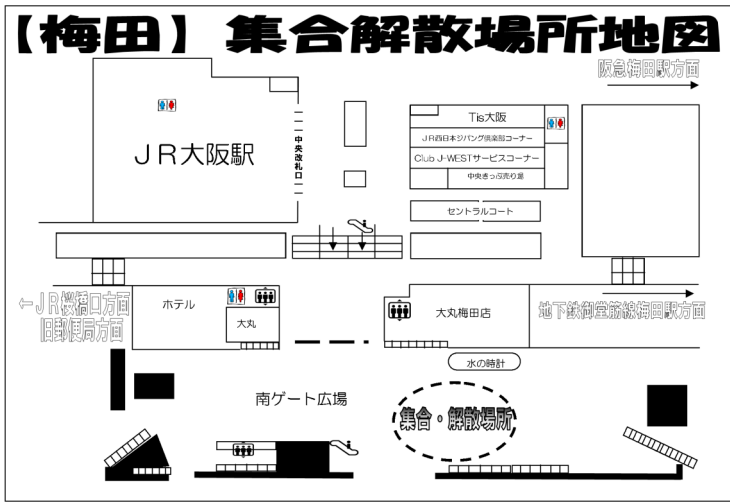 【梅田】集合解散場所地図
阪急梅田駅方面
Tis大阪
JR西日本ジパング倶楽部コーナー
Club J-WESTサービスコーナー
中央きっぷ売り場
JR大阪駅
中央改札口
セントラルコート
←JR桜橋口方面
旧郵便局方面
ホテル
大丸
大丸梅田店
地下鉄御堂筋線梅田駅方面
水の時計
南ゲート広場
集合・解散場所